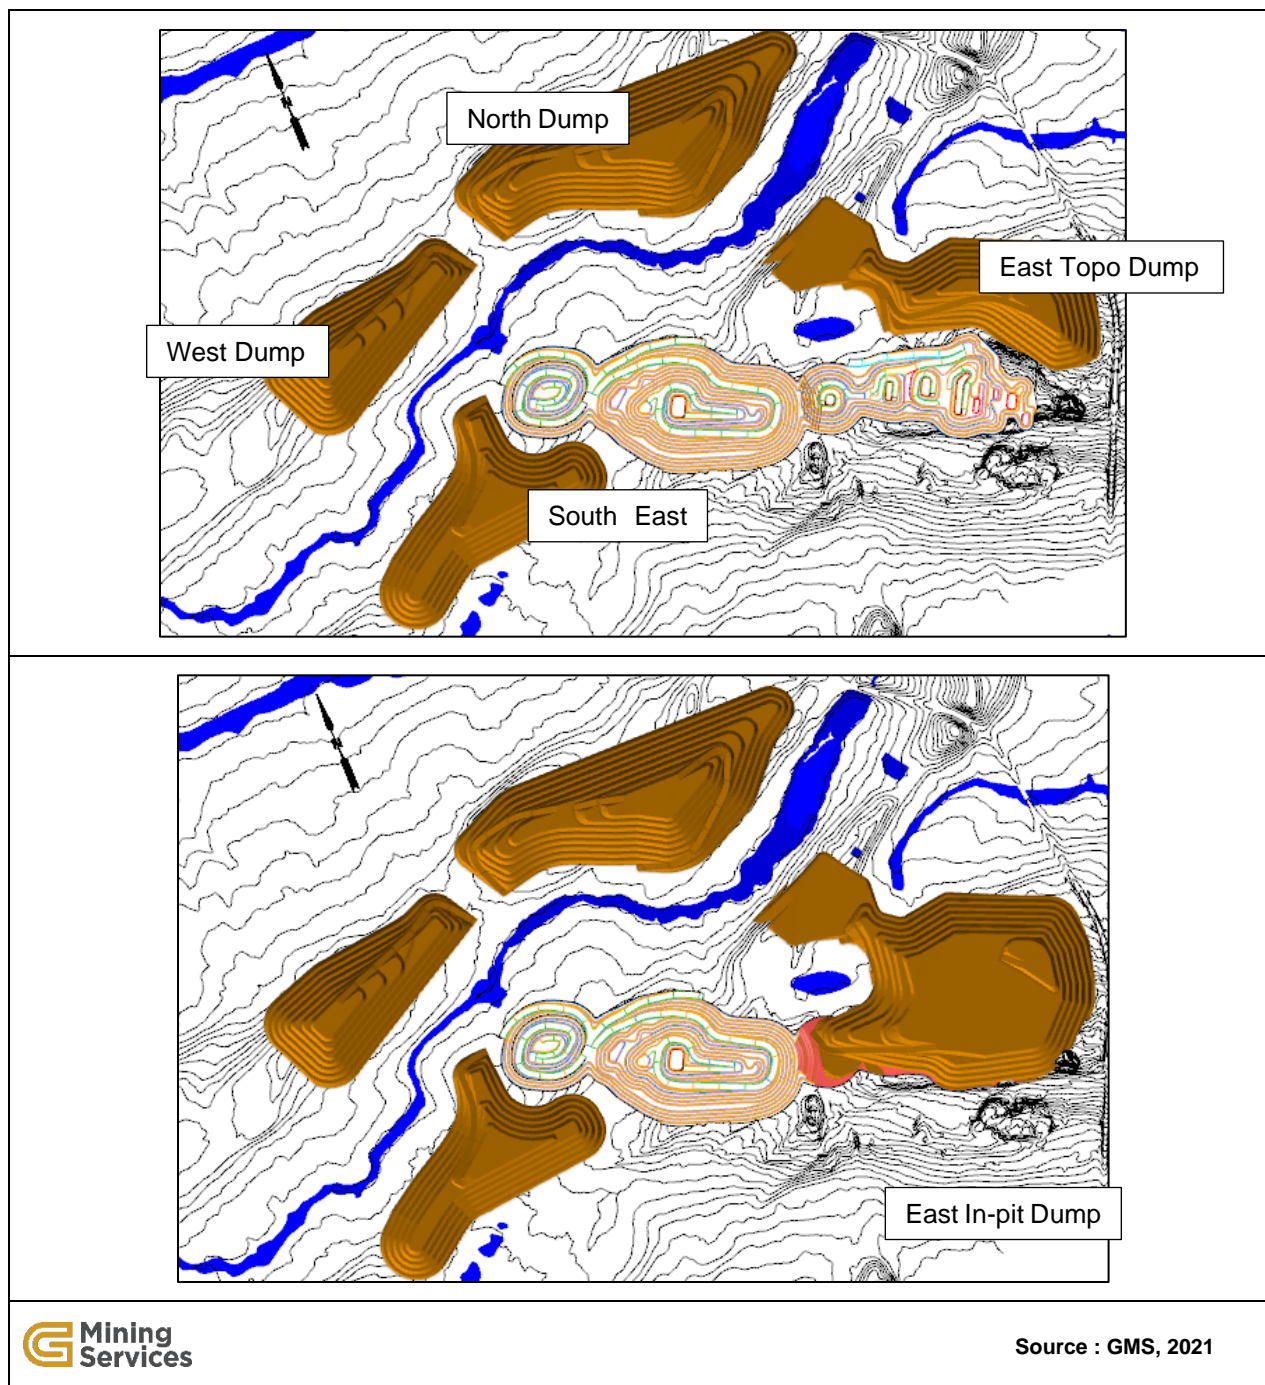 North Dump
East Topo Dump
West Dump
South East
East In-pit Dump
G Mining
Services
Source : GMS, 2021